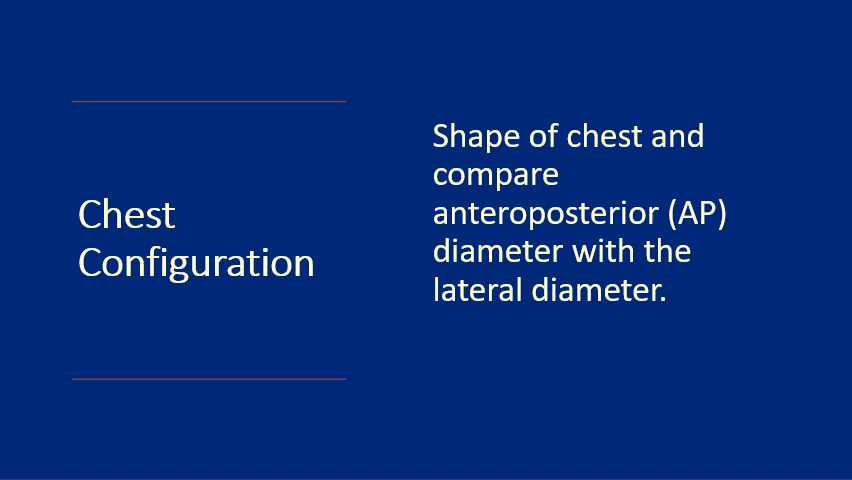 Chest
Configuration
Shape of chest and
compare
anteroposterior (AP)
diameter with the
lateral diameter.